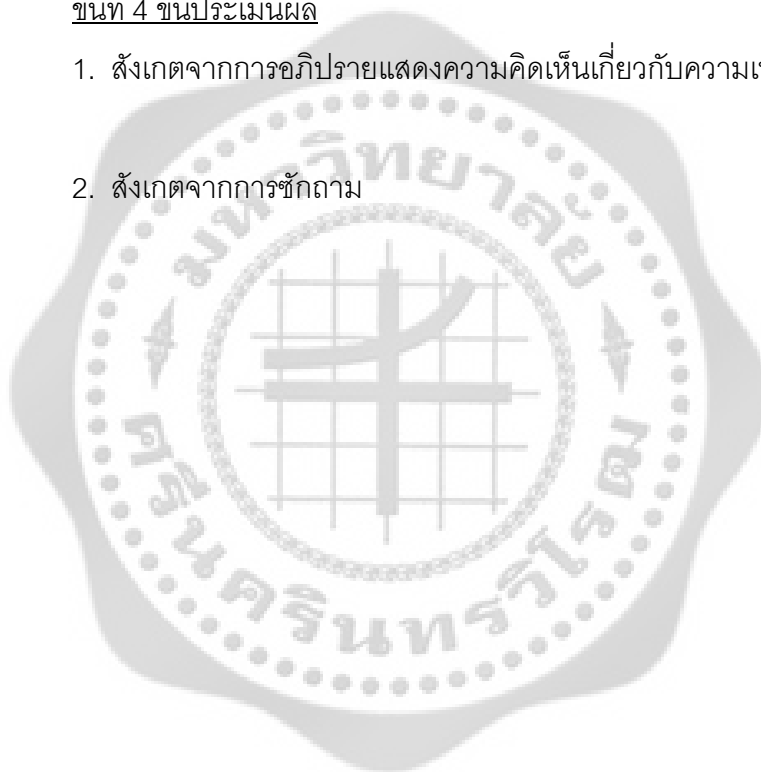 ขั้นที่ 4 ขั้นประเมินผล
1. สังเกตจากการอภิปรายแสดงความคิดเห็นเกี่ยวกับความ
2. สังเกตจากการซักถาม
มหาวิทยาลัย
ศรีนครินทรวิโรฒ